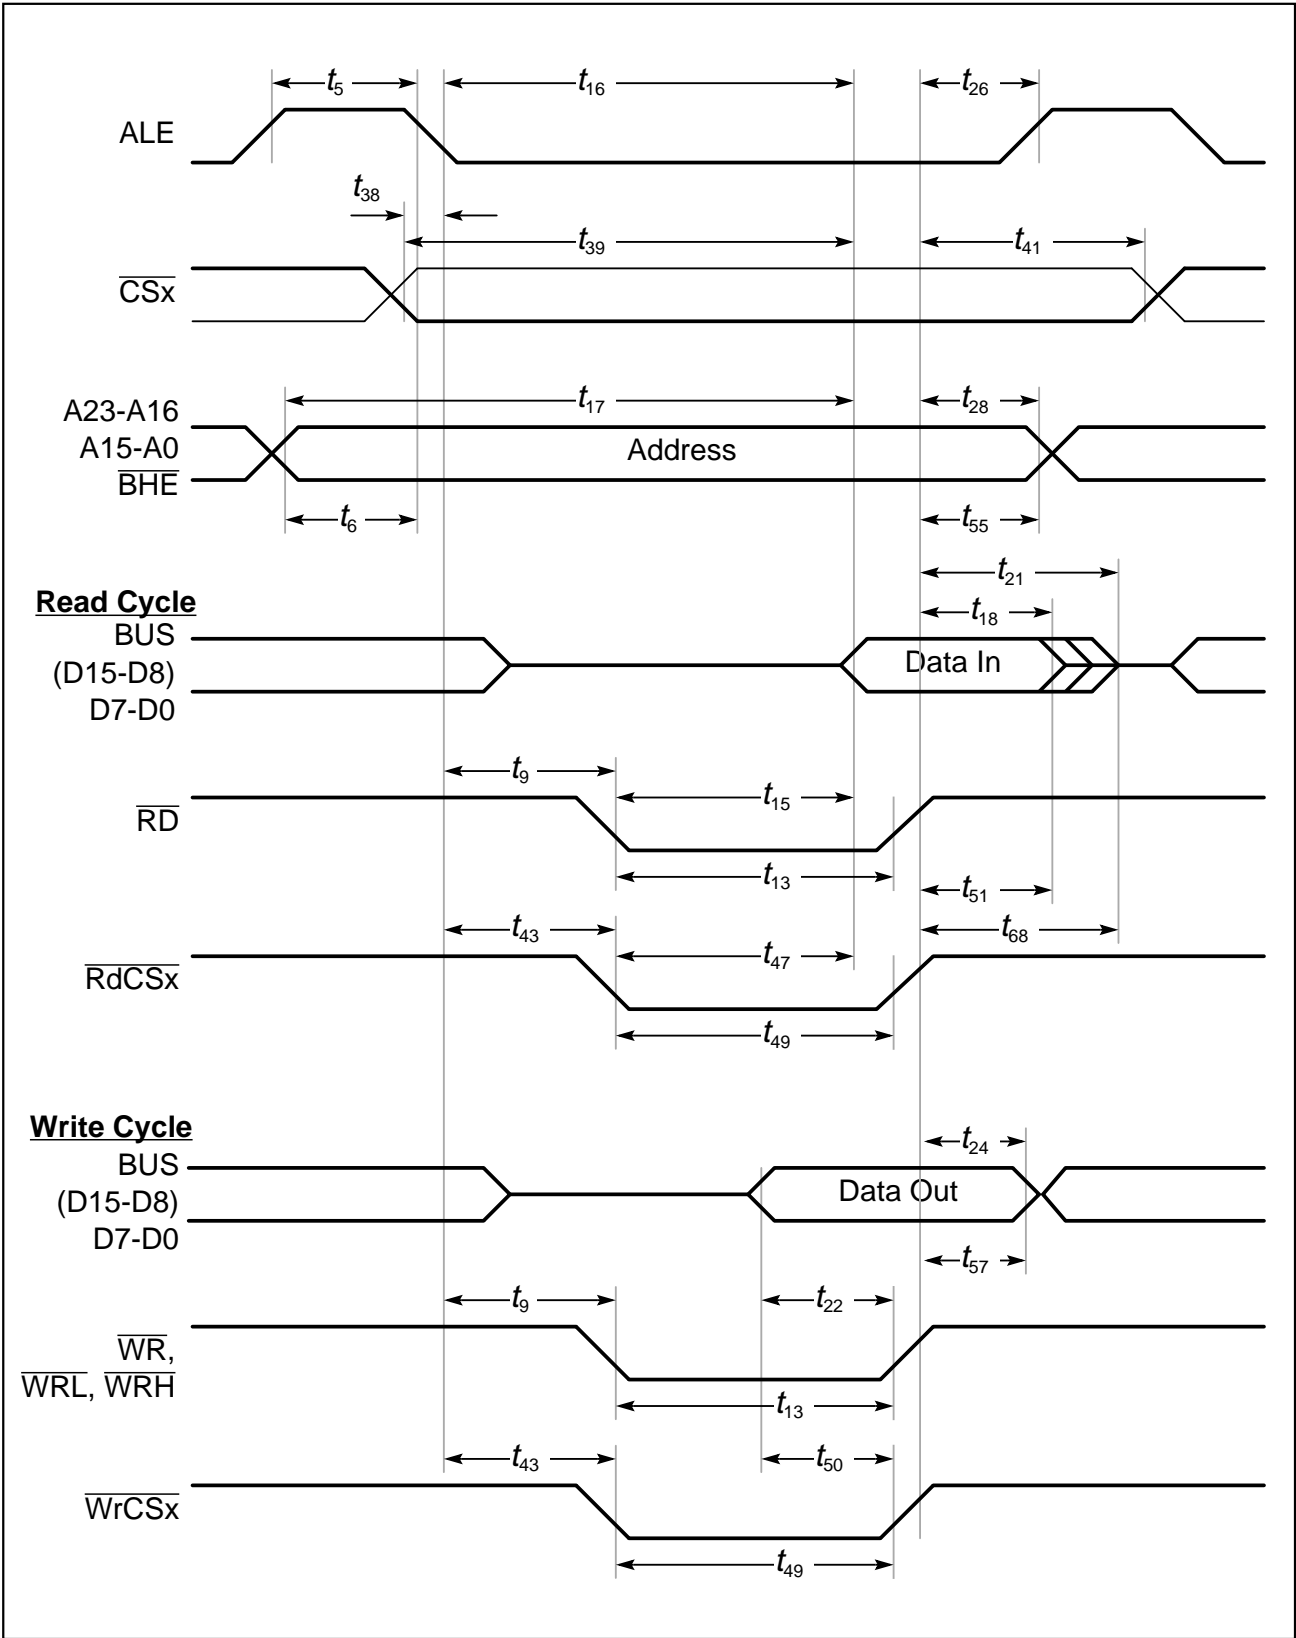 t5
t16
t26
ALE
t38
t39
t41
CSx
t17
t28
A23-A16
A15-A0
BHE
Address
t6
t55
t21
Read Cycle
t18
BUS
(D15-D8)
D7-D0
Data In
t9
t15
RD
t13
t51
t43
t68
t47
RdCSx
t49
Write Cycle
t24
BUS
(D15-D8)
D7-D0
Data Out
t57
t9
t22
WR,
WRL, WRH
t13
t43
t50
WrCSx
t49